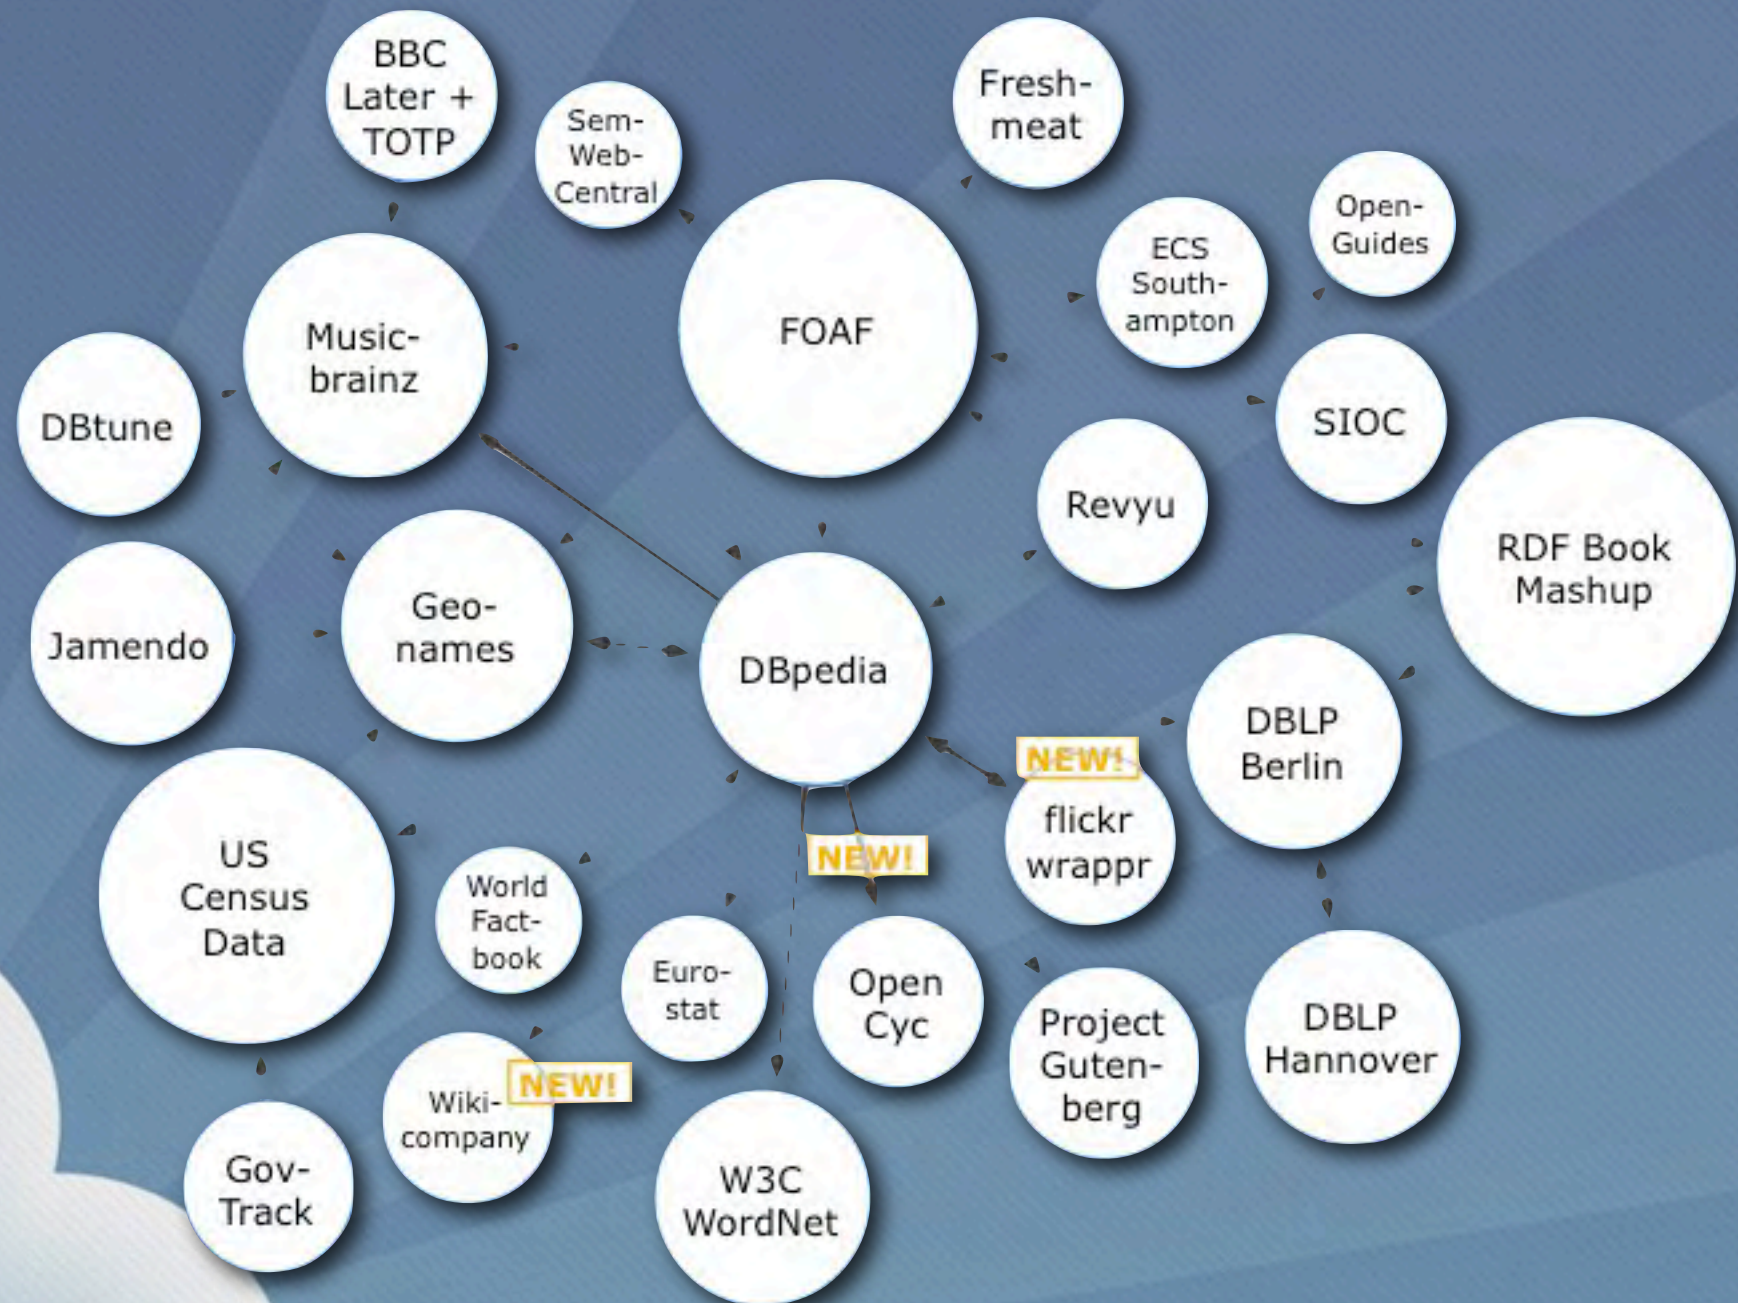 BBC
Later +
TOTP
Sem-
Web-
Central
Fresh-
meat
Open-
Guides
ECS
South-
ampton
Music-
brainz
FOAF
DBtune
SIOC
Revyu
RDF Book
Mashup
Geo-
names
Jamendo
DBpedia
DBLP
Berlin
NEW!
flickr
wrappr
NEW!
US
Census
Data
World
Fact-
book
Euro-
stat
Open
Cyc
Project
Guten-
berg
DBLP
Hannover
NEW!
Wiki-
company
Gov-
Track
W3C
WordNet